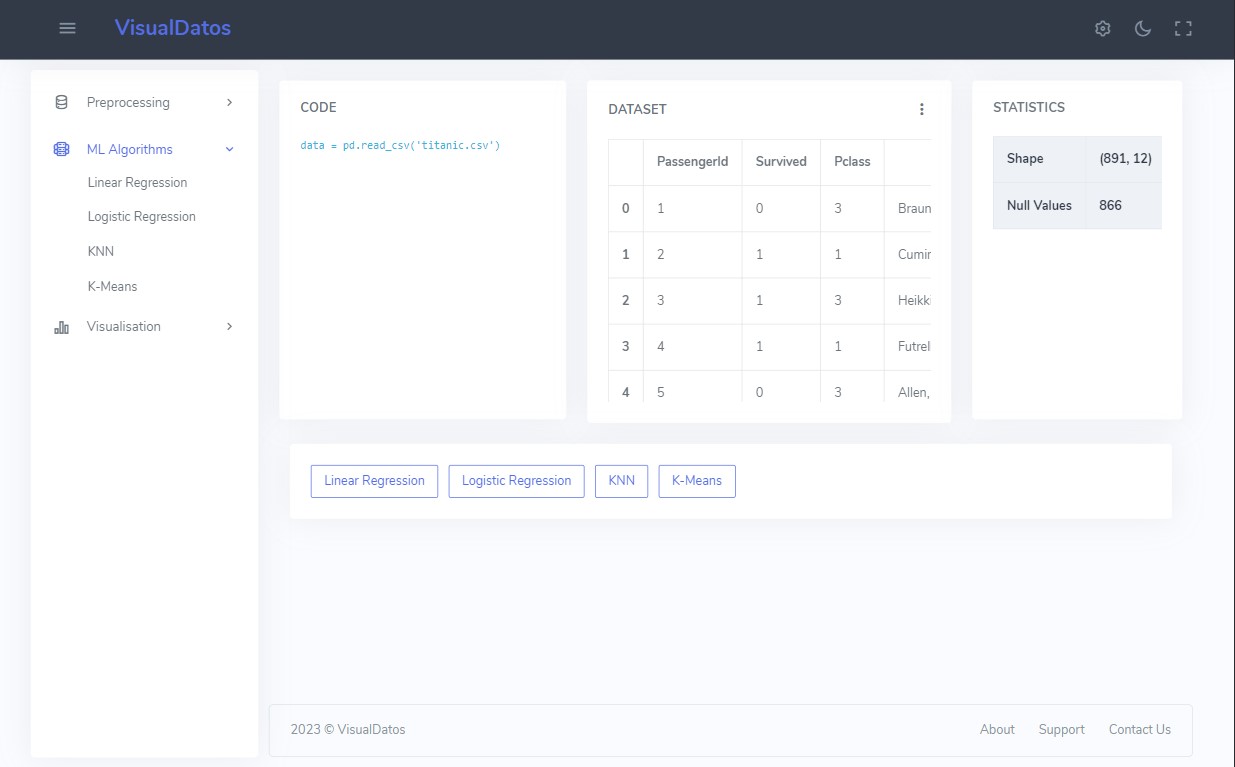 VisualDatos
Preprocessing
ML Algorithms
Linear Regression
Logistic Regression
KNN
K-Means
Visualisation
CODE
data = pd.read_csv('titanic.csv')
DATASET
PassengerId Survived Pclass
0 1 0 3 Braun
1 2 1 1 Cumin
2 3 1 3 Heikki
3 4 1 1 Futrel
4 5 0 3 Allen,
STATISTICS
Shape (891, 12)
Null Values 866
Linear Regression Logistic Regression KNN K-Means
2023 © VisualDatos About Support Contact Us